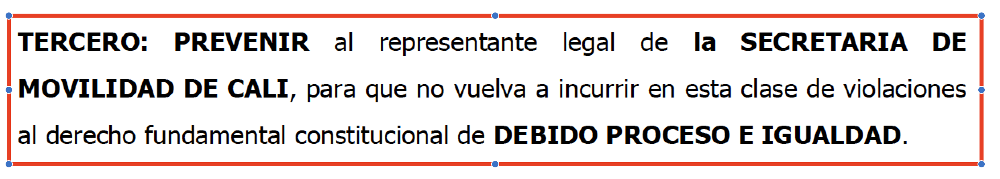 TERCERO: PREVENIR al representante legal de la SECRETARIA DE
MOVILIDAD DE CALI, para que no vuelva a incurrir en esta clase de violaciones
al derecho fundamental constitucional de DEBIDO PROCESO E IGUALDAD.